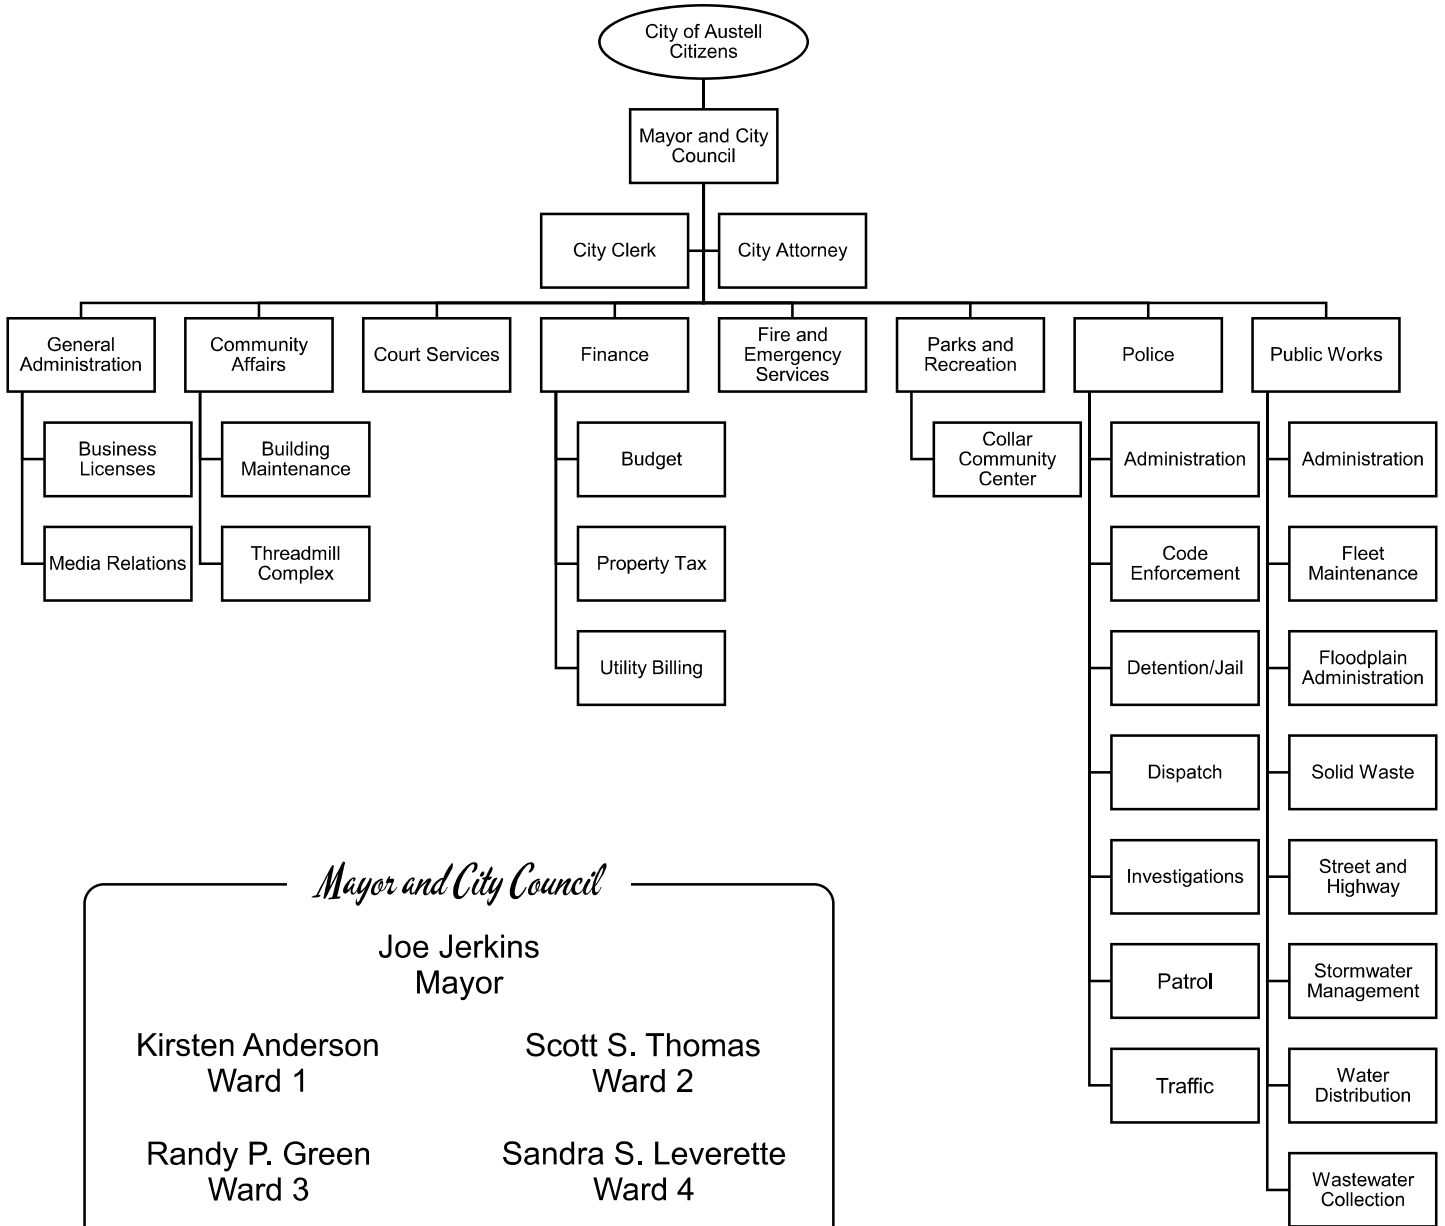 City of Austell
Citizens
Mayor and City
Council
City Clerk
City Attorney
General
Administration
Community
Affairs
Court Services
Finance
Fire and
Emergency
Services
Parks and
Recreation
Police
Public Works
Business
Licenses
Media Relations
Building
Maintenance
Threadmill
Complex
Budget
Property Tax
Utility Billing
Collar
Community
Center
Administration
Code
Enforcement
Detention/Jail
Dispatch
Investigations
Patrol
Traffic
Administration
Fleet
Maintenance
Floodplain
Administration
Solid Waste
Street and
Highway
Stormwater
Management
Water
Distribution
Wastewater
Collection
Mayor and City Council
Joe Jerkins
Mayor
Kirsten Anderson
Ward 1
Scott S. Thomas
Ward 2
Randy P. Green
Ward 3
Sandra S. Leverette
Ward 4